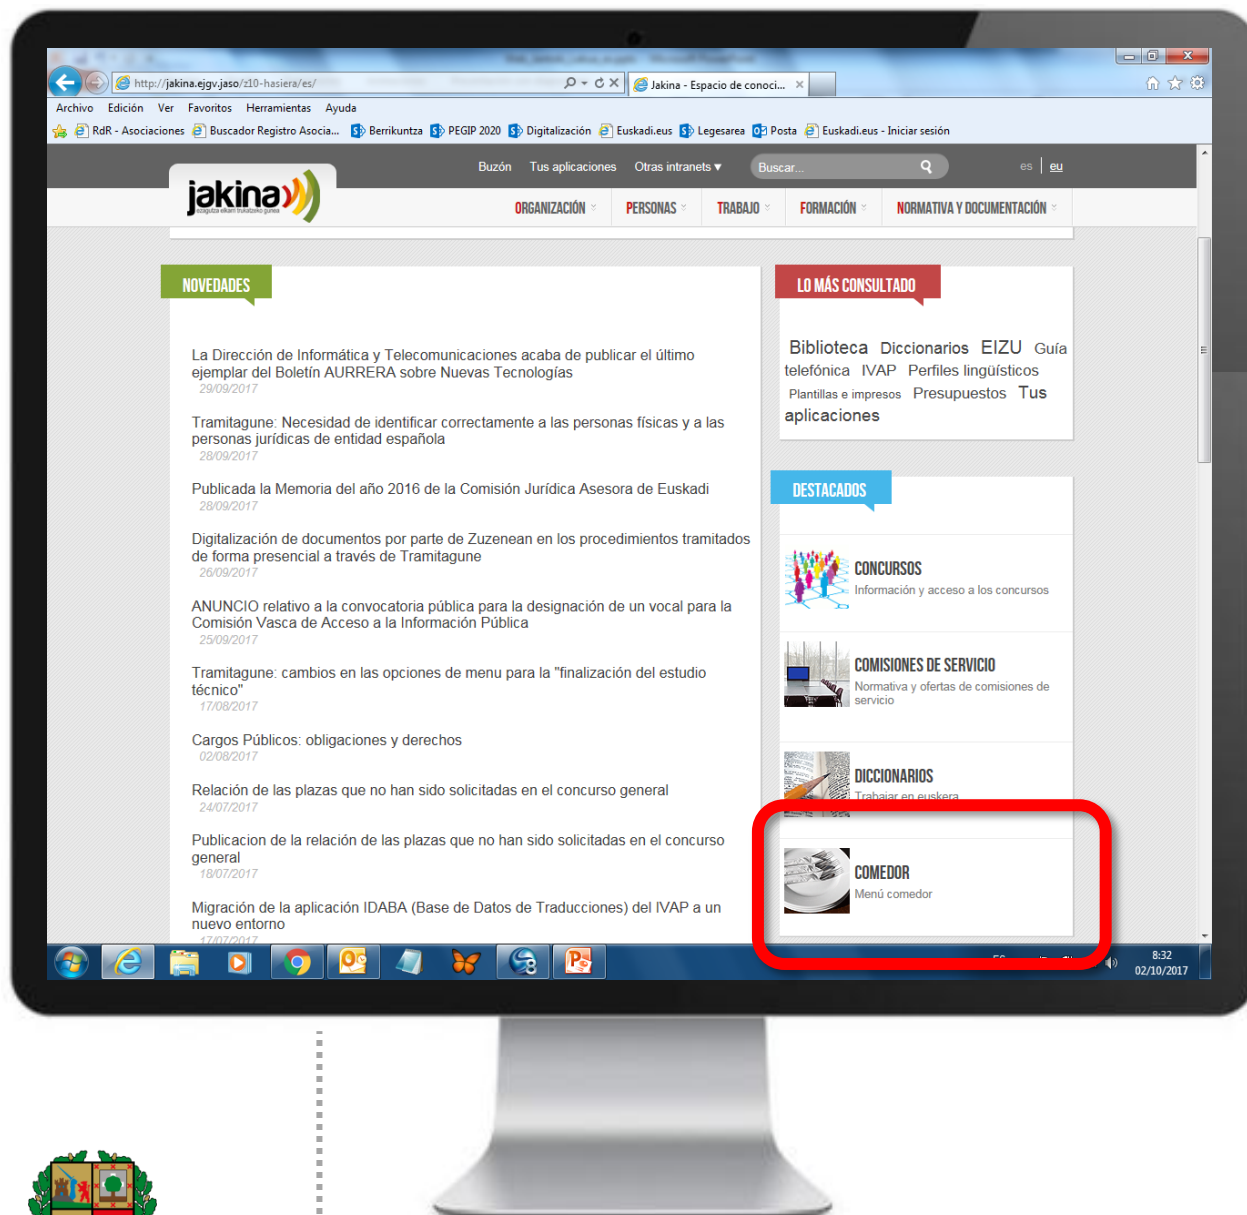 http://jakina.ejgv.jaso/z10-hasiera/es/
Jakina - Espacio de conoci...
Archivo Edición Ver Favoritos Herramientas Ayuda
RdR - Asociaciones Buscador Registro Asocia... Berrikuntza PEGIP 2020 Digitalización Euskadi.eus Legesarea Posta Euskadi.eus - Iniciar sesión
Buzón Tus aplicaciones Otras intranets ▾ Buscar... es | eu
jakina
ezagutza elkarri trukatzeko gunea
ORGANIZACIÓN PERSONAS TRABAJO FORMACIÓN NORMATIVA Y DOCUMENTACIÓN
NOVEDADES
La Dirección de Informática y Telecomunicaciones acaba de publicar el último
ejemplar del Boletín AURRERA sobre Nuevas Tecnologías
29/09/2017
Tramitagune: Necesidad de identificar correctamente a las personas físicas y a las
personas jurídicas de entidad española
28/09/2017
Publicada la Memoria del año 2016 de la Comisión Jurídica Asesora de Euskadi
28/09/2017
Digitalización de documentos por parte de Zuzenean en los procedimientos tramitados
de forma presencial a través de Tramitagune
26/09/2017
ANUNCIO relativo a la convocatoria pública para la designación de un vocal para la
Comisión Vasca de Acceso a la Información Pública
25/09/2017
Tramitagune: cambios en las opciones de menu para la "finalización del estudio
técnico"
17/08/2017
Cargos Públicos: obligaciones y derechos
02/08/2017
Relación de las plazas que no han sido solicitadas en el concurso general
24/07/2017
Publicacion de la relación de las plazas que no han sido solicitadas en el concurso
general
18/07/2017
Migración de la aplicación IDABA (Base de Datos de Traducciones) del IVAP a un
nuevo entorno
17/07/2017
LO MÁS CONSULTADO
Biblioteca Diccionarios EIZU Guía
telefónica IVAP Perfiles lingüísticos
Plantillas e impresos Presupuestos Tus
aplicaciones
DESTACADOS
CONCURSOS
Información y acceso a los concursos
COMISIONES DE SERVICIO
Normativa y ofertas de comisiones de
servicio
DICCIONARIOS
Trabajar en euskera
COMEDOR
Menú comedor
8:32
02/10/2017